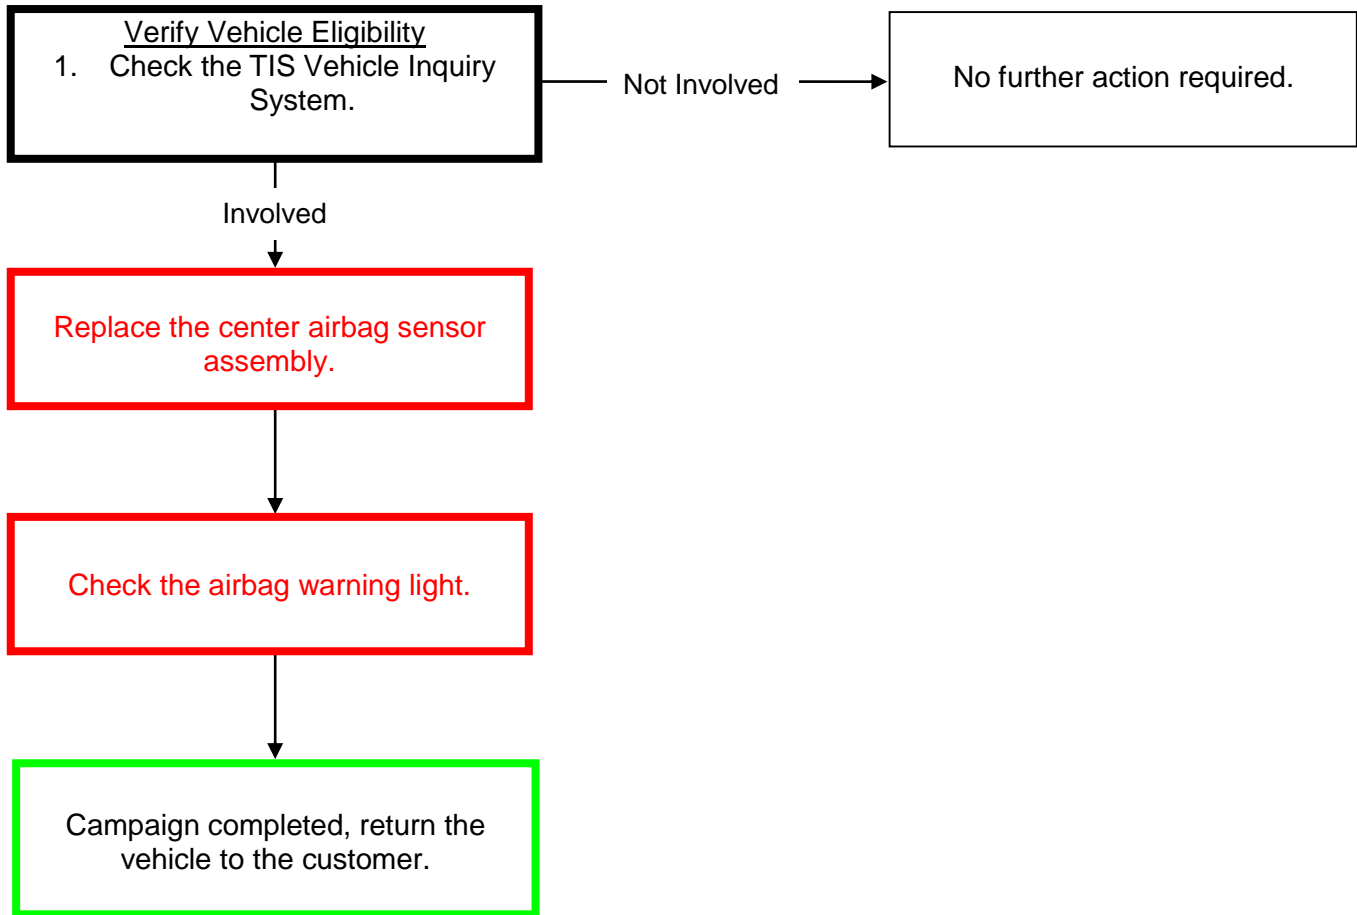 Verify Vehicle Eligibility
1. Check the TIS Vehicle Inquiry
System.
Not Involved
No further action required.
Involved
Replace the center airbag sensor
assembly.
Check the airbag warning light.
Campaign completed, return the
vehicle to the customer.